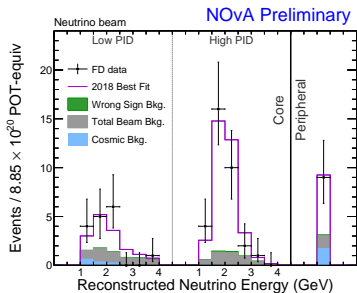 Neutrino beam
NOvA Preliminary
Low PID
High PID
FD data
2018 Best Fit
Wrong Sign Bkg.
Total Beam Bkg.
Cosmic Bkg.
Core
Peripheral
Events / 8.85 × 10²⁰ POT-equiv
20
15
10
5
0
1 2 3 4 1 2 3 4
Reconstructed Neutrino Energy (GeV)